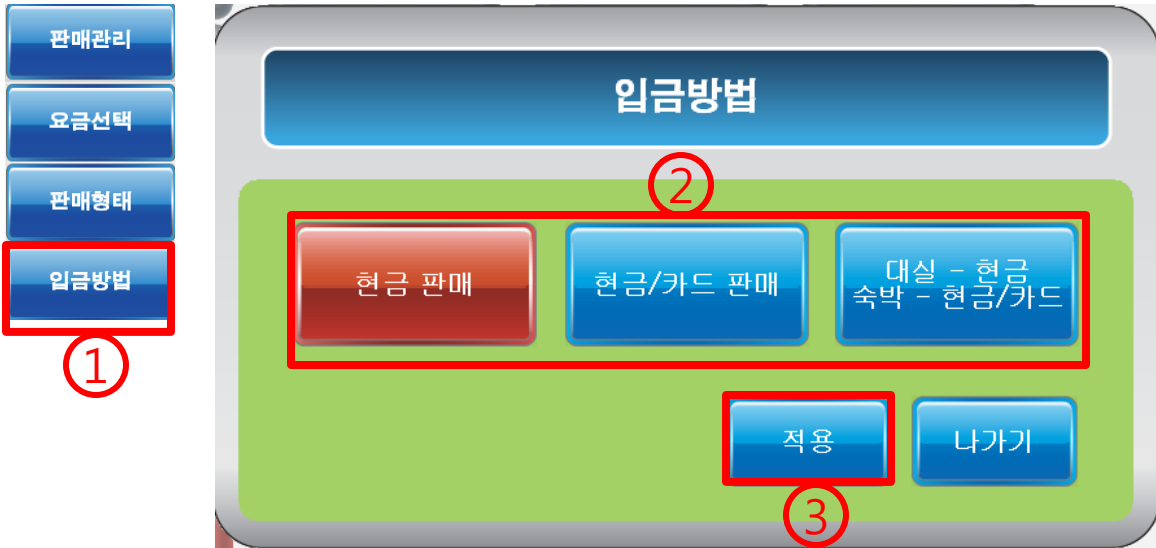 판매관리
요금선택
판매형태
입금방법
①
입금방법
②
현금 판매
현금/카드 판매
대실 - 현금
숙박 - 현금/카드
적용
나가기
③